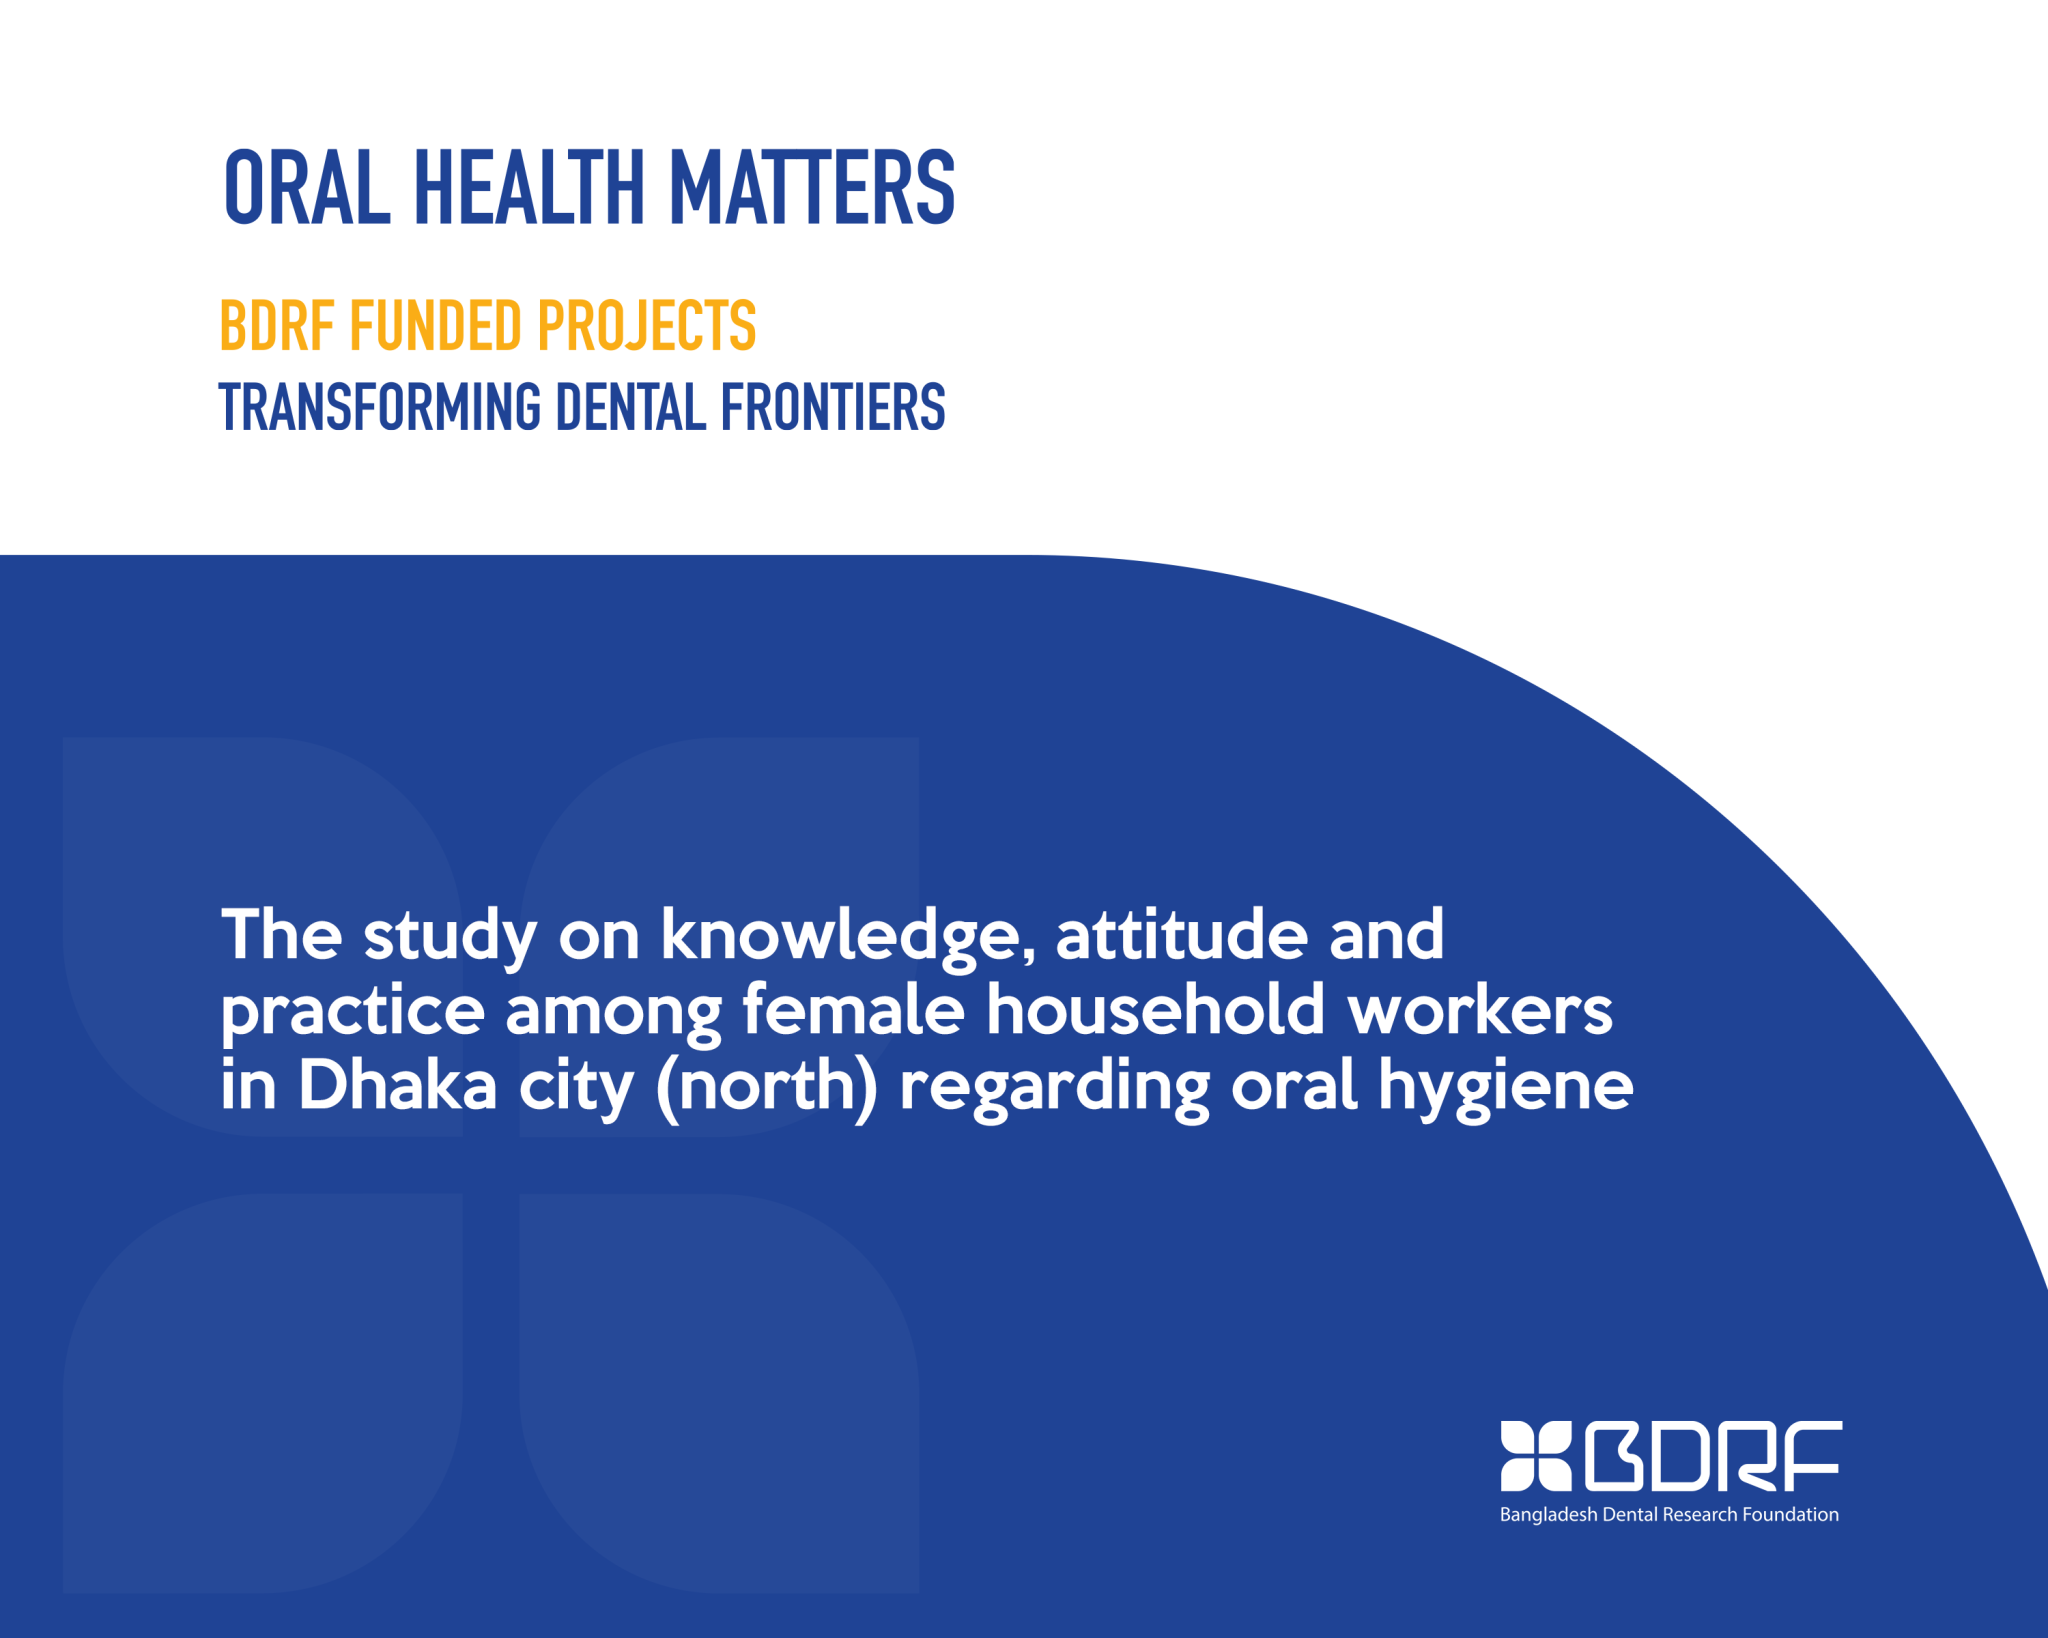 ORAL HEALTH MATTERS
BDRF FUNDED PROJECTS
TRANSFORMING DENTAL FRONTIERS
The study on knowledge, attitude and
practice among female household workers
in Dhaka city (north) regarding oral hygiene
BDRF
Bangladesh Dental Research Foundation